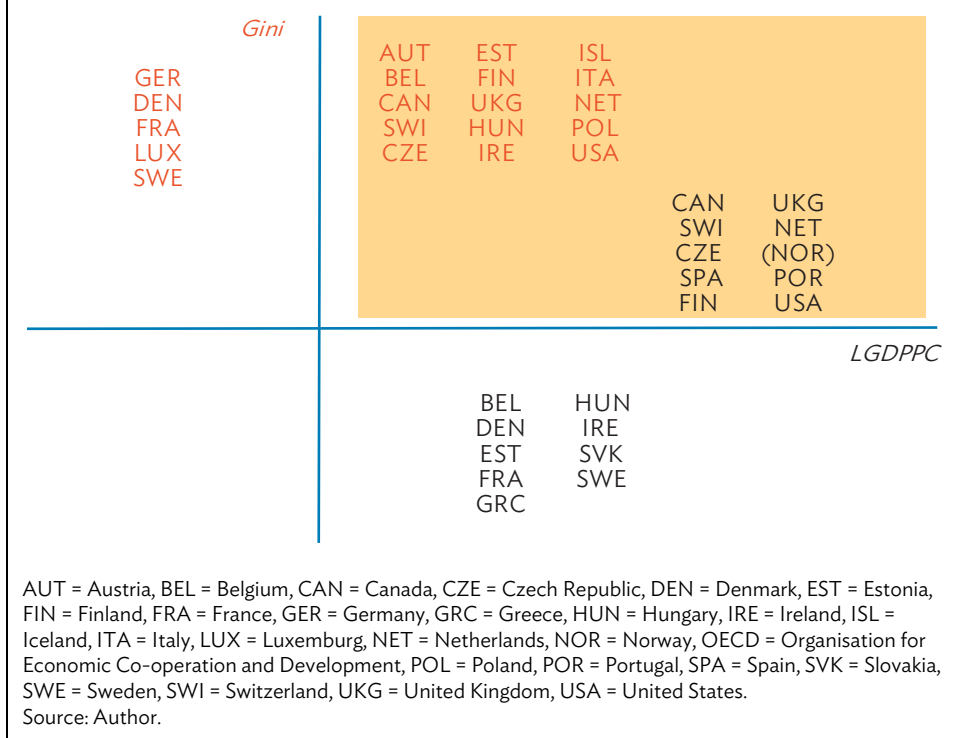 Gini
GER
DEN
FRA
LUX
SWE
AUT EST ISL
BEL FIN ITA
CAN UKG NET
SWI HUN POL
CZE IRE USA
CAN UKG
SWI NET
CZE (NOR)
SPA POR
FIN USA
LGDPPC
BEL HUN
DEN IRE
EST SVK
FRA SWE
GRC
AUT = Austria, BEL = Belgium, CAN = Canada, CZE = Czech Republic, DEN = Denmark, EST = Estonia,
FIN = Finland, FRA = France, GER = Germany, GRC = Greece, HUN = Hungary, IRE = Ireland, ISL =
Iceland, ITA = Italy, LUX = Luxemburg, NET = Netherlands, NOR = Norway, OECD = Organisation for
Economic Co-operation and Development, POL = Poland, POR = Portugal, SPA = Spain, SVK = Slovakia,
SWE = Sweden, SWI = Switzerland, UKG = United Kingdom, USA = United States.
Source: Author.